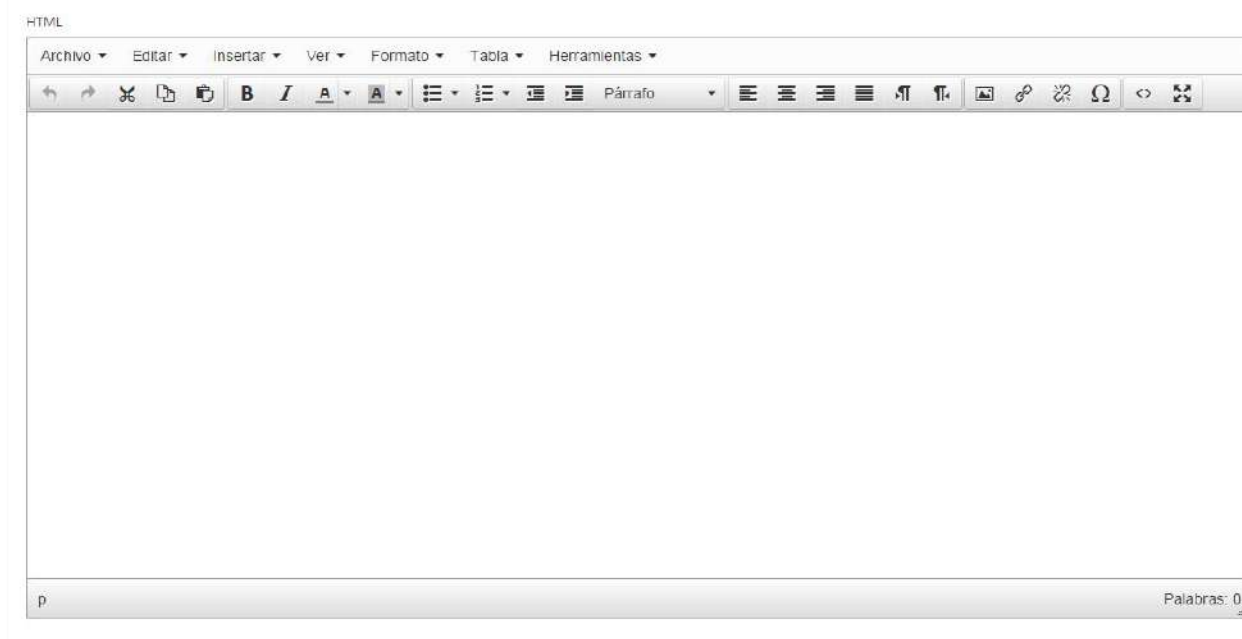 HTML
Archivo Editar Insertar Ver Formato Tabla Herramientas
B I A A Párrafo Ω <>
p Palabras: 0